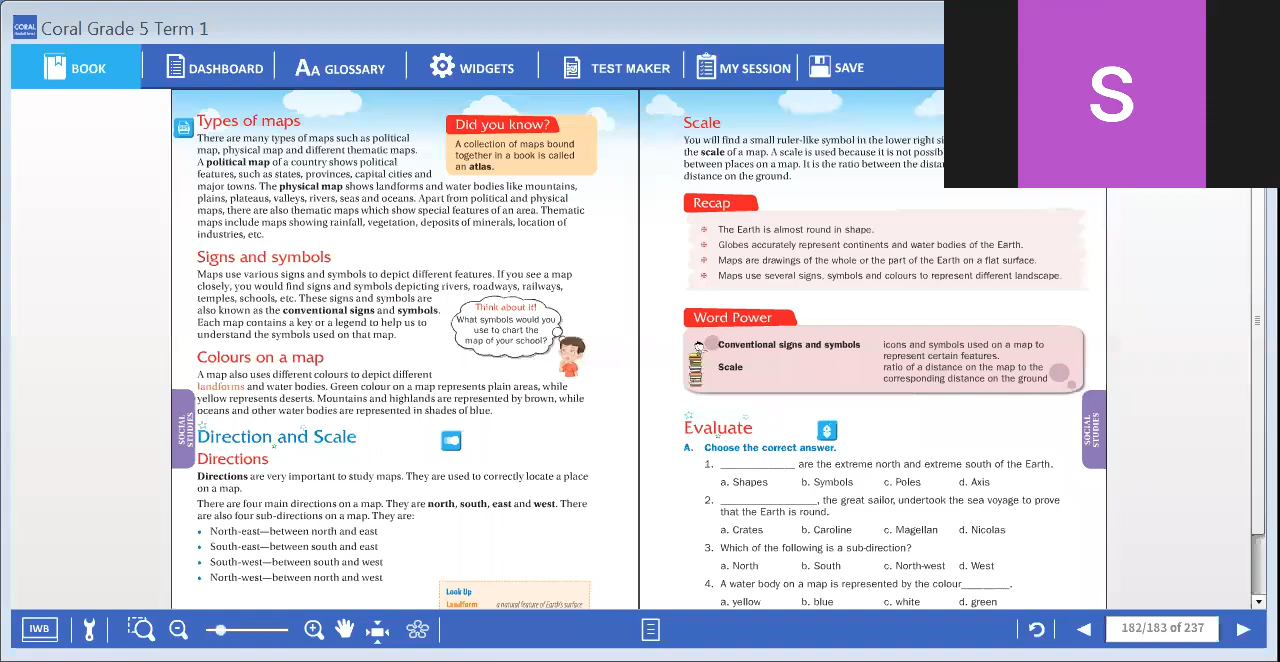 CORAL
Coral Grade 5 Term 1
BOOK
DASHBOARD
AA GLOSSARY
WIDGETS
TEST MAKER
MY SESSION
SAVE
S
Types of maps
There are many types of maps such as political
map, physical map and different thematic maps.
A political map of a country shows political
features, such as states, provinces, capital cities and
major towns. The physical map shows landforms and water bodies like mountains,
plains, plateaus, valleys, rivers, seas and oceans. Apart from political and physical
maps, there are also thematic maps which show special features of an area. Thematic
maps include maps showing rainfall, vegetation, deposits of minerals, location of
industries, etc.
Did you know?
A collection of maps bound
together in a book is called
an atlas.
Signs and symbols
Maps use various signs and symbols to depict different features. If you see a map
closely, you would find signs and symbols depicting rivers, roadways, railways,
temples, schools, etc. These signs and symbols are
also known as the conventional signs and symbols.
Each map contains a key or a legend to help us to
understand the symbols used on that map.
Think about it!
What symbols would you
use to chart the
map of your school?
Colours on a map
A map also uses different colours to depict different
landforms and water bodies. Green colour on a map represents plain areas, while
yellow represents deserts. Mountains and highlands are represented by brown, while
oceans and other water bodies are represented in shades of blue.
SOCIAL
STUDIES
Direction and Scale
Directions
Directions are very important to study maps. They are used to correctly locate a place
on a map.
There are four main directions on a map. They are north, south, east and west. There
are also four sub-directions on a map. They are:
• North-east—between north and east
• South-east—between south and east
• South-west—between south and west
• North-west—between north and west
Look Up
Landform a natural feature of Earth's surface
Scale
You will find a small ruler-like symbol in the lower right si
the scale of a map. A scale is used because it is not possib
between places on a map. It is the ratio between the distan
distance on the ground.
Recap
The Earth is almost round in shape.
Globes accurately represent continents and water bodies of the Earth.
Maps are drawings of the whole or the part of the Earth on a flat surface.
Maps use several signs, symbols and colours to represent different landscape.
Word Power
Conventional signs and symbols icons and symbols used on a map to
represent certain features.
Scale ratio of a distance on the map to the
corresponding distance on the ground
SOCIAL
STUDIES
Evaluate
A. Choose the correct answer.
1. _____________ are the extreme north and extreme south of the Earth.
a. Shapes b. Symbols c. Poles d. Axis
2. _________________, the great sailor, undertook the sea voyage to prove
that the Earth is round.
a. Crates b. Caroline c. Magellan d. Nicolas
3. Which of the following is a sub-direction?
a. North b. South c. North-west d. West
4. A water body on a map is represented by the colour________.
a. yellow b. blue c. white d. green
IWB
182/183 of 237